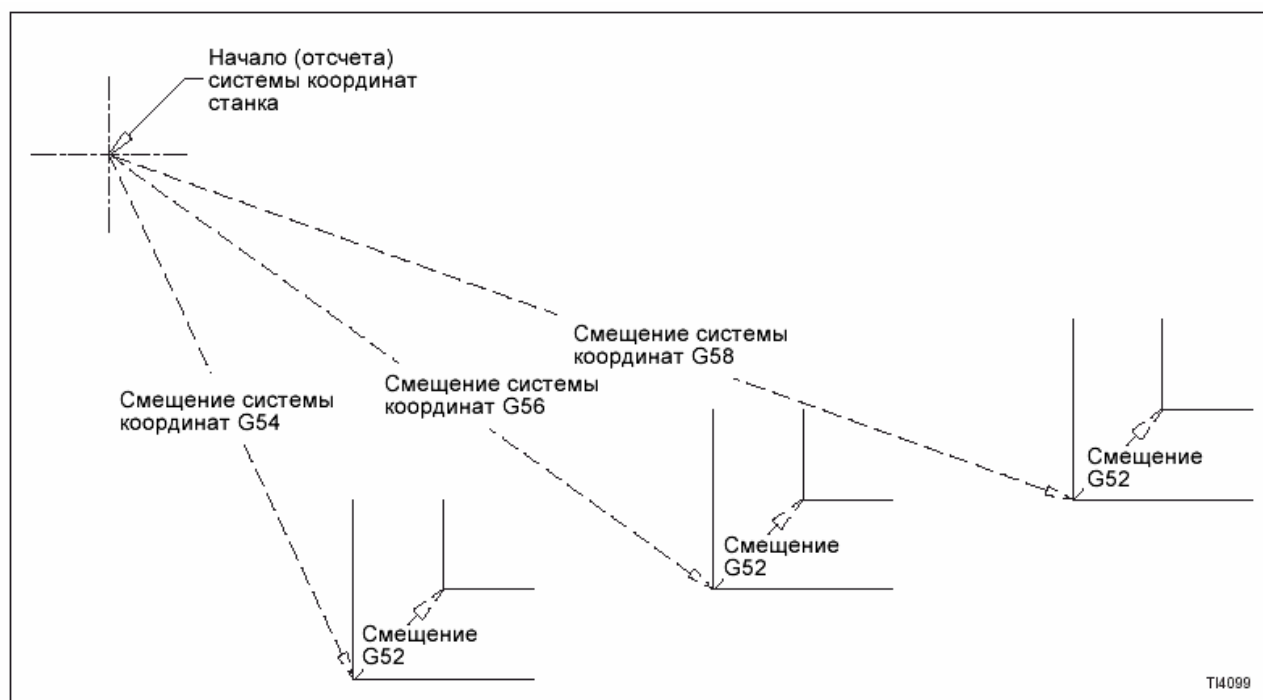 Начало (отсчета)
системы координат
станка
Смещение системы
координат G58
Смещение системы
координат G56
Смещение системы
координат G54
Смещение
G52
Смещение
G52
Смещение
G52
TI4099